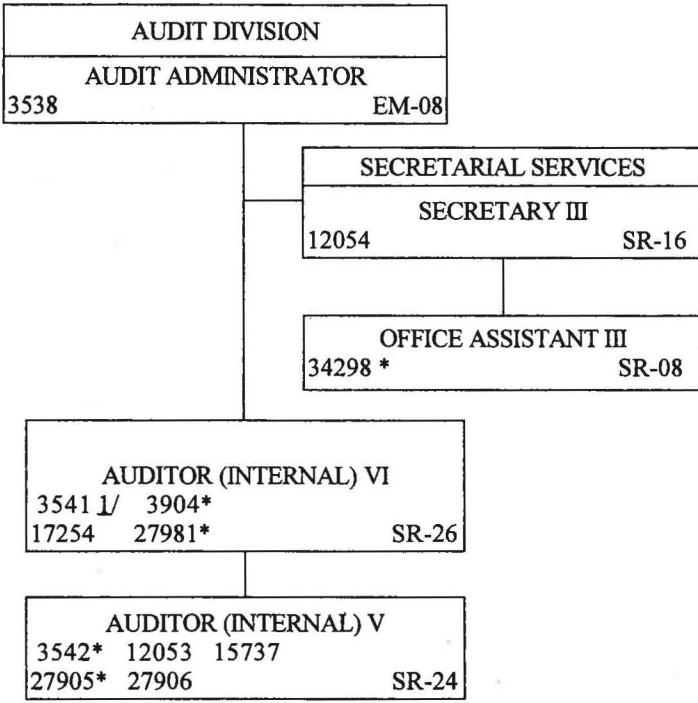 AUDIT DIVISION
AUDIT ADMINISTRATOR
3538 EM-08
SECRETARIAL SERVICES
SECRETARY III
12054 SR-16
OFFICE ASSISTANT III
34298 * SR-08
AUDITOR (INTERNAL) VI
3541 1/ 3904*
17254 27981* SR-26
AUDITOR (INTERNAL) V
3542* 12053 15737
27905* 27906 SR-24